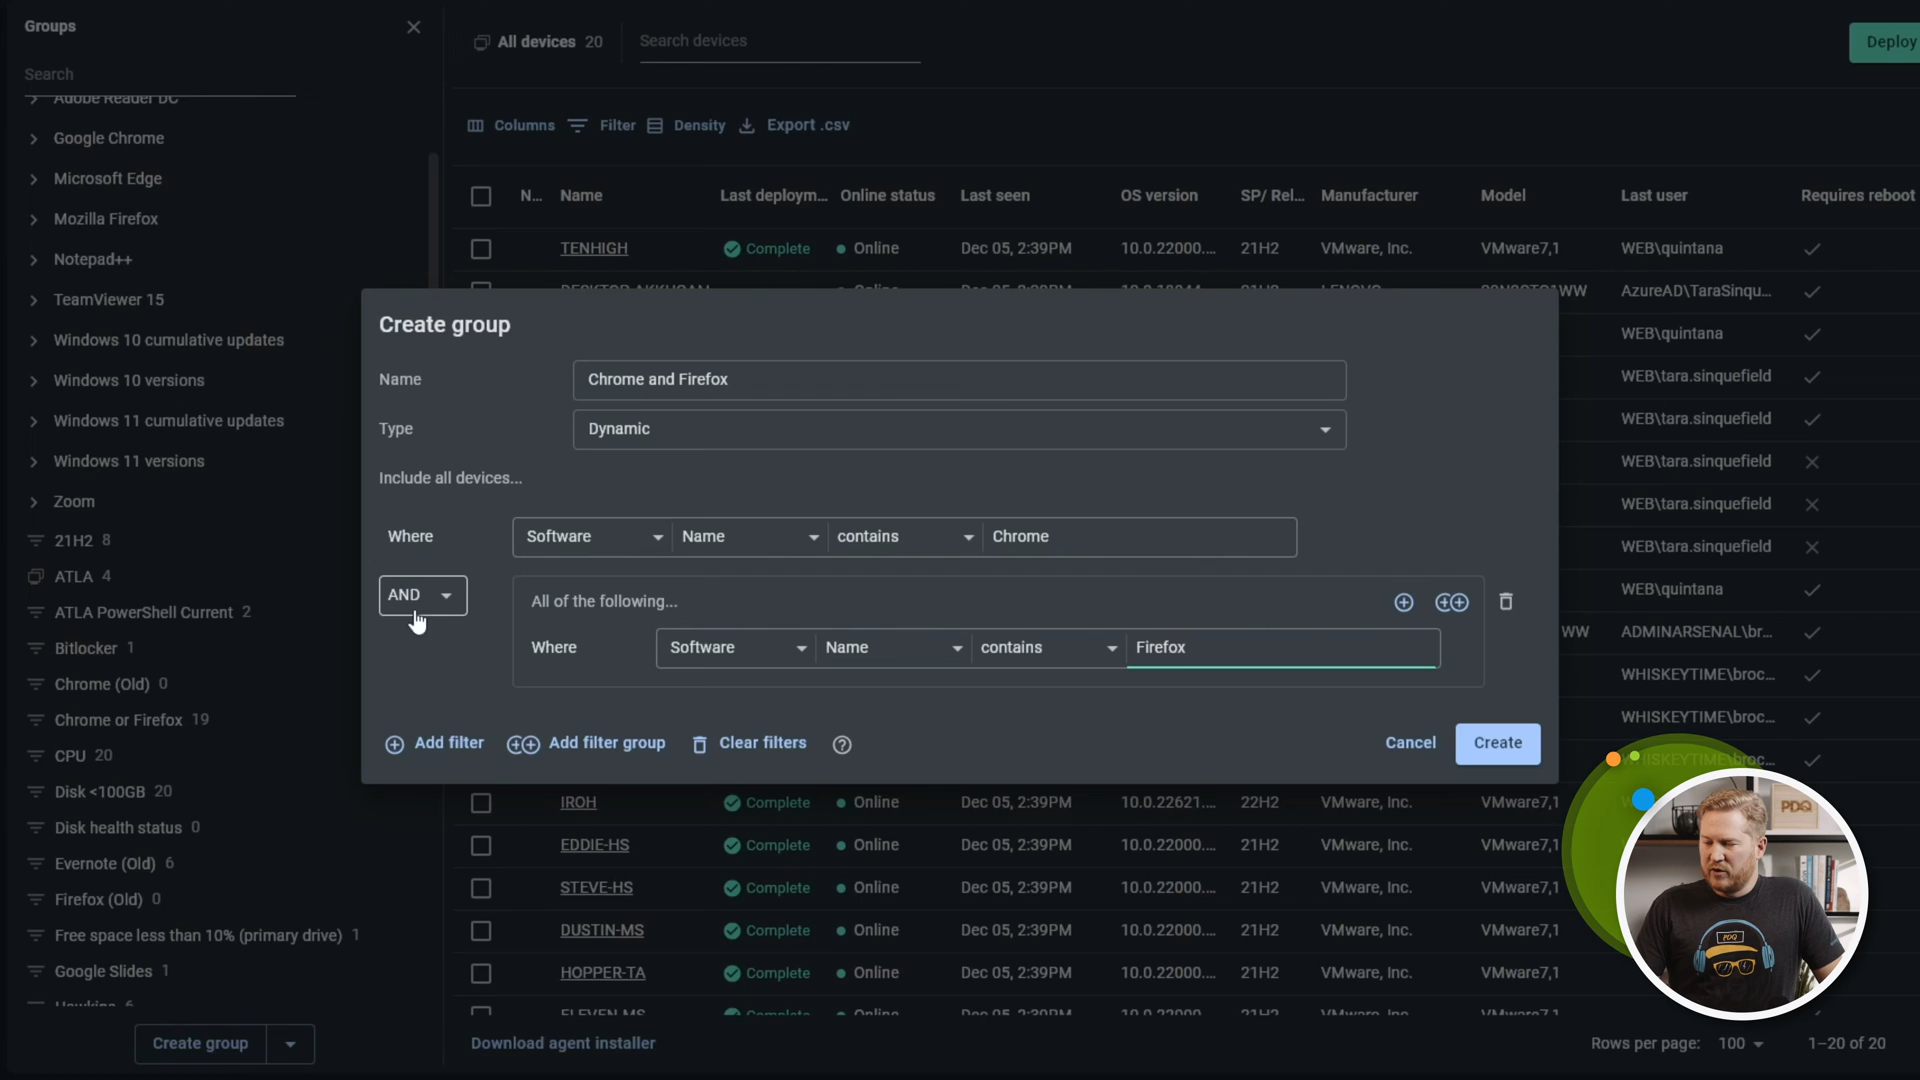 Groups
Search
Adobe Reader DC
Google Chrome
Microsoft Edge
Mozilla Firefox
Notepad++
TeamViewer 15
Windows 10 cumulative updates
Windows 10 versions
Windows 11 cumulative updates
Windows 11 versions
Zoom
21H2 8
ATLA 4
ATLA PowerShell Current 2
Bitlocker 1
Chrome (Old) 0
Chrome or Firefox 19
CPU 20
Disk <100GB 20
Disk health status 0
Evernote (Old) 6
Firefox (Old) 0
Free space less than 10% (primary drive) 1
Google Slides 1
Create group
All devices 20
Search devices
Deploy
Columns Filter Density Export .csv
N... Name Last deploym... Online status Last seen OS version SP/ Rel... Manufacturer Model Last user Requires reboot
TENHIGH Complete Online Dec 05, 2:39PM 10.0.22000.... 21H2 VMware, Inc. VMware7,1 WEB\quintana
WW AzureAD\TaraSinqu...
WEB\quintana
WEB\tara.sinquefield
WEB\tara.sinquefield
WEB\tara.sinquefield
WEB\tara.sinquefield
WEB\tara.sinquefield
WEB\quintana
WW ADMINARSENAL\br...
WHISKEYTIME\broc...
WHISKEYTIME\broc...
WHISKEYTIME\broc...
Create group
Name Chrome and Firefox
Type Dynamic
Include all devices...
Where Software Name contains Chrome
AND All of the following...
Where Software Name contains Firefox
Add filter Add filter group Clear filters ? Cancel Create
IROH Complete Online Dec 05, 2:39PM 10.0.22621.... 22H2 VMware, Inc. VMware7,1
EDDIE-HS Complete Online Dec 05, 2:39PM 10.0.22000.... 21H2 VMware, Inc. VMware7,1
STEVE-HS Complete Online Dec 05, 2:39PM 10.0.22000.... 21H2 VMware, Inc. VMware7,1
DUSTIN-MS Complete Online Dec 05, 2:39PM 10.0.22000.... 21H2 VMware, Inc. VMware7,1
HOPPER-TA Complete Online Dec 05, 2:39PM 10.0.22000.... 21H2 VMware, Inc. VMware7,1
Download agent installer
Rows per page: 100 1–20 of 20
PDQ
PDQ